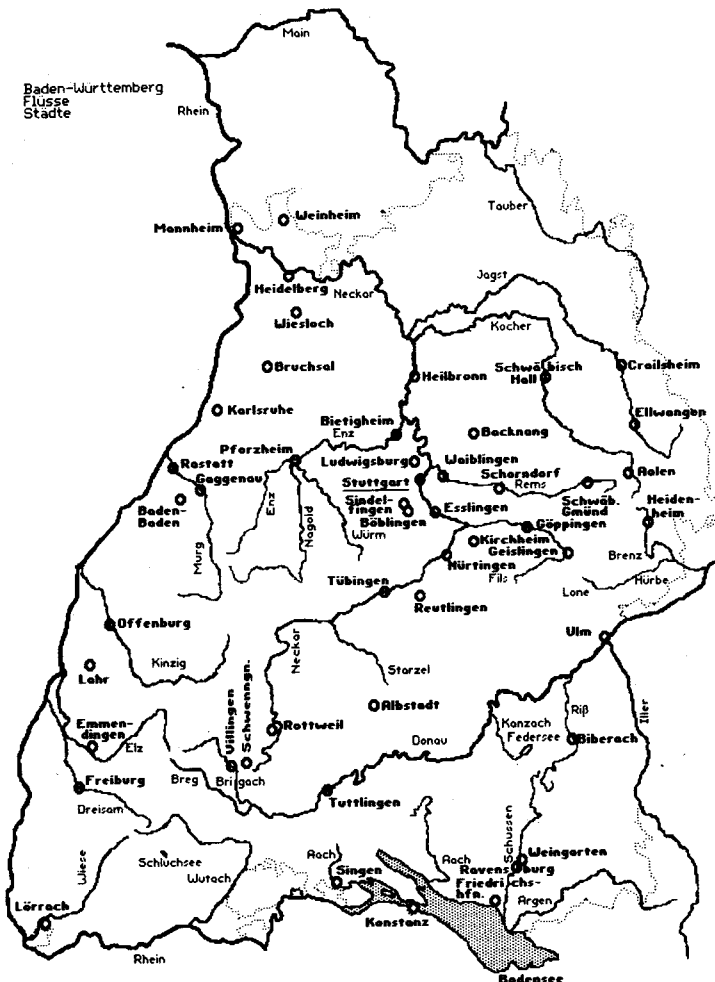 Main
Baden-Württemberg
Flüsse
Städte
Rhein
Tauber
Weinheim
Mannheim
Jagst
Heidelberg
Neckar
Wiesloch
Kocher
Bruchsal
Heilbronn
Schwäbisch
Hall
Crailsheim
Karlsruhe
Ellwangen
Bietigheim
Enz
Backnang
Pforzheim
Ludwigsburg
Waiblingen
Rastatt
Gaggenau
Stuttgart
Schorndorf
Rems
Aalen
Baden-
Baden
Enz
Nagold
Sindel-
fingen
Böblingen
Esslingen
Schwäb.
Gmünd
Heiden-
heim
Göppingen
Würm
Kirchheim
Geislingen
Murg
Nürtingen
Brenz
Fils
Hürbe
Tübingen
Lone
Reutlingen
Offenburg
Ulm
Neckar
Kinzig
Starzel
Lahr
Villingen
Schwenngn.
Albstadt
Riß
Iller
Emmen-
dingen
Elz
Rottweil
Kanzach
Federsee
Donau
Biberach
Breg
Brigach
Freiburg
Tuttlingen
Dreisam
Schussen
Wiese
Schluchsee
Wutach
Aach
Singen
Aach
Weingarten
Ravensburg
Friedrichs-
hfn.
Argen
Lörrach
Konstanz
Rhein
Bodensee